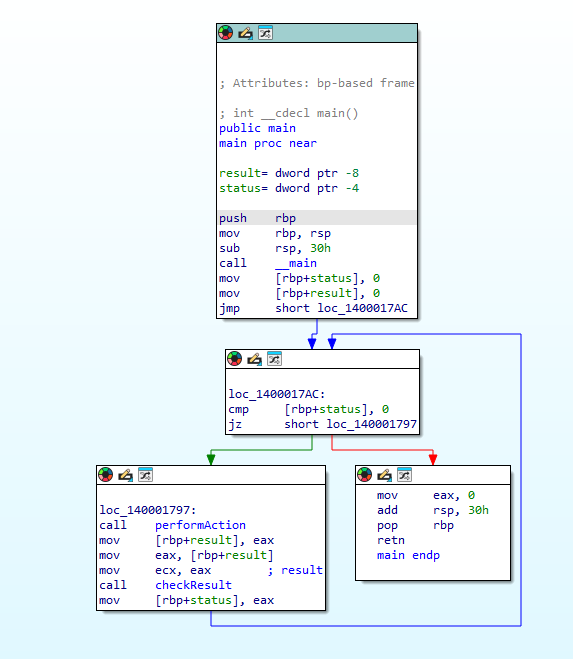 ; Attributes: bp-based frame
; int __cdecl main()
public main
main proc near
result= dword ptr -8
status= dword ptr -4
push rbp
mov rbp, rsp
sub rsp, 30h
call __main
mov [rbp+status], 0
mov [rbp+result], 0
jmp short loc_1400017AC
loc_1400017AC:
cmp [rbp+status], 0
jz short loc_140001797
loc_140001797:
call performAction
mov [rbp+result], eax
mov eax, [rbp+result]
mov ecx, eax ; result
call checkResult
mov [rbp+status], eax
mov eax, 0
add rsp, 30h
pop rbp
retn
main endp